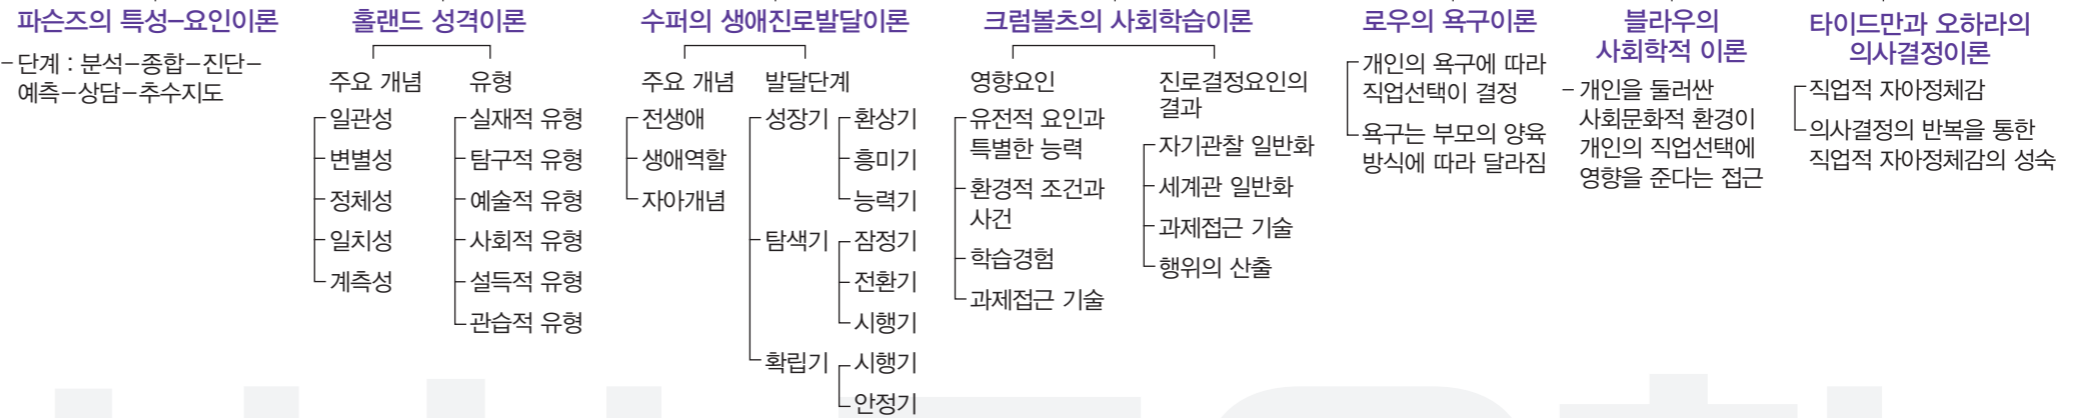 파슨즈의 특성–요인이론
– 단계 : 분석–종합–진단–
예측–상담–추수지도
홀랜드 성격이론
주요 개념
일관성
변별성
정체성
일치성
계측성
유형
실재적 유형
탐구적 유형
예술적 유형
사회적 유형
설득적 유형
관습적 유형
수퍼의 생애진로발달이론
주요 개념
전생애
생애역할
자아개념
발달단계
성장기
환상기
흥미기
능력기
탐색기
잠정기
전환기
시행기
확립기
시행기
안정기
크럼볼츠의 사회학습이론
영향요인
유전적 요인과
특별한 능력
환경적 조건과
사건
학습경험
과제접근 기술
진로결정요인의
결과
자기관찰 일반화
세계관 일반화
과제접근 기술
행위의 산출
로우의 욕구이론
개인의 욕구에 따라
직업선택이 결정
욕구는 부모의 양육
방식에 따라 달라짐
블라우의
사회학적 이론
– 개인을 둘러싼
사회문화적 환경이
개인의 직업선택에
영향을 준다는 접근
타이드만과 오하라의
의사결정이론
직업적 자아정체감
의사결정의 반복을 통한
직업적 자아정체감의 성숙